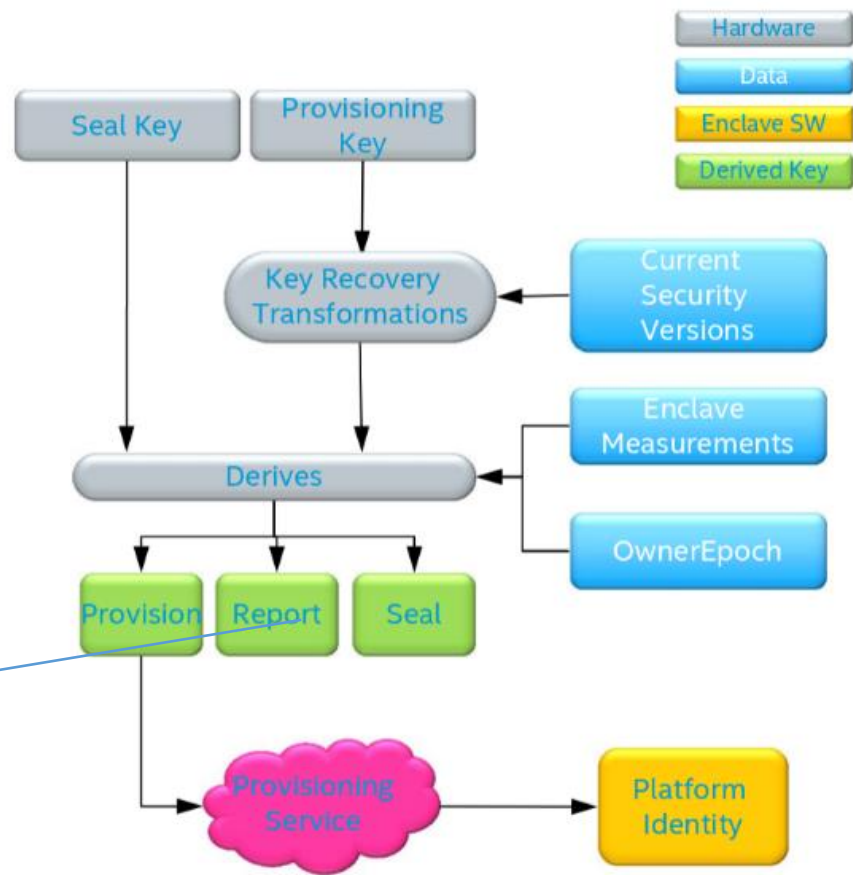 Hardware
Data
Enclave SW
Derived Key
Seal Key
Provisioning
Key
Key Recovery
Transformations
Current
Security
Versions
Enclave
Measurements
Derives
OwnerEpoch
Provision
Report
Seal
Provisioning
Service
Platform
Identity